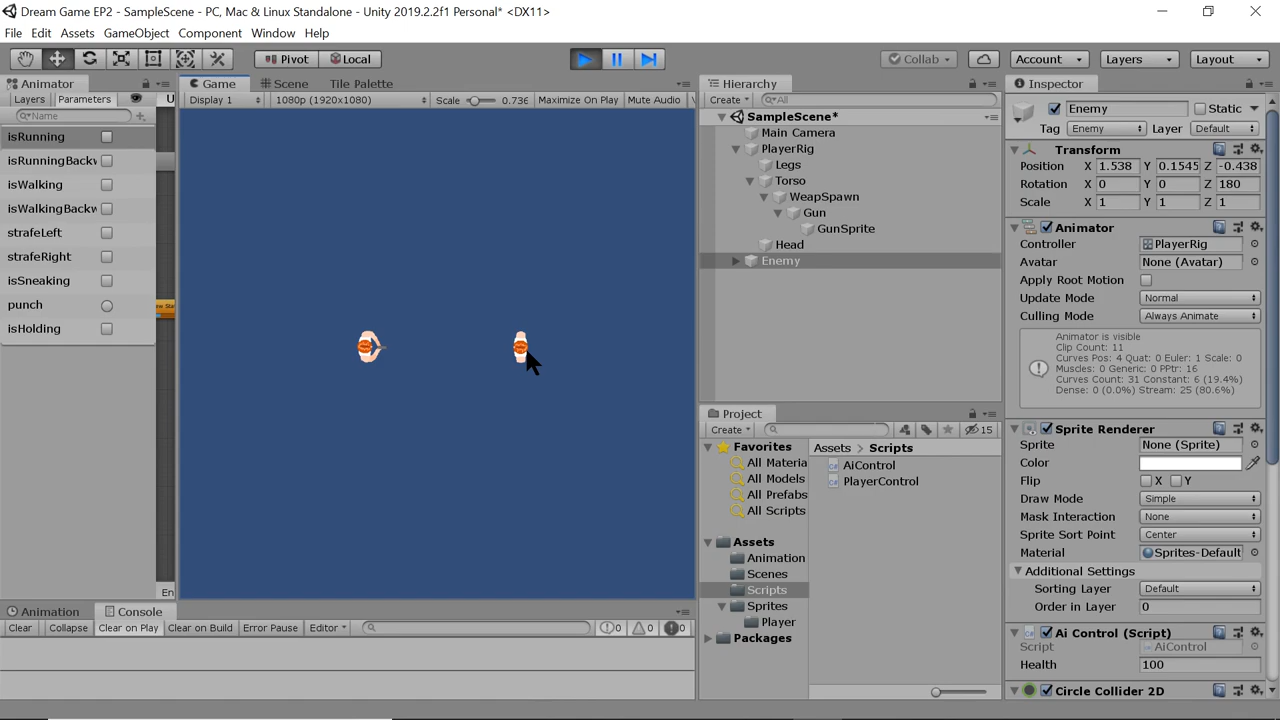 Dream Game EP2 - SampleScene - PC, Mac & Linux Standalone - Unity 2019.2.2f1 Personal* <DX11>
File Edit Assets GameObject Component Window Help
Pivot Local Collab Account Layers Layout
Animator Game Scene Tile Palette Hierarchy Inspector
Layers Parameters Display 1 1080p (1920x1080) Scale 0.736 Maximize On Play Mute Audio Create All
Name
isRunning
isRunningBackv
isWalking
isWalkingBackw
strafeLeft
strafeRight
isSneaking
punch
isHolding
En
SampleScene*
Main Camera
PlayerRig
Legs
Torso
WeapSpawn
Gun
GunSprite
Head
Enemy
Enemy Static
Tag Enemy Layer Default
Transform
Position X 1.538 Y 0.1545 Z -0.438
Rotation X 0 Y 0 Z 180
Scale X 1 Y 1 Z 1
Animator
Controller PlayerRig
Avatar None (Avatar)
Apply Root Motion
Update Mode Normal
Culling Mode Always Animate
Animator is visible
Clip Count: 11
Curves Pos: 4 Quat: 0 Euler: 1 Scale: 0
Muscles: 0 Generic: 0 PPtr: 16
Curves Count: 31 Constant: 6 (19.4%)
Dense: 0 (0.0%) Stream: 25 (80.6%)
Sprite Renderer
Sprite None (Sprite)
Color
Flip X Y
Draw Mode Simple
Mask Interaction None
Sprite Sort Point Center
Material Sprites-Default
Additional Settings
Sorting Layer Default
Order in Layer 0
Ai Control (Script)
Script AiControl
Health 100
Circle Collider 2D
Project
Create 15
Favorites
All Materia
All Models
All Prefabs
All Scripts
Assets
Animation
Scenes
Scripts
Sprites
Player
Packages
Assets > Scripts
AiControl
PlayerControl
Animation Console
Clear Collapse Clear on Play Clear on Build Error Pause Editor 0 0 0